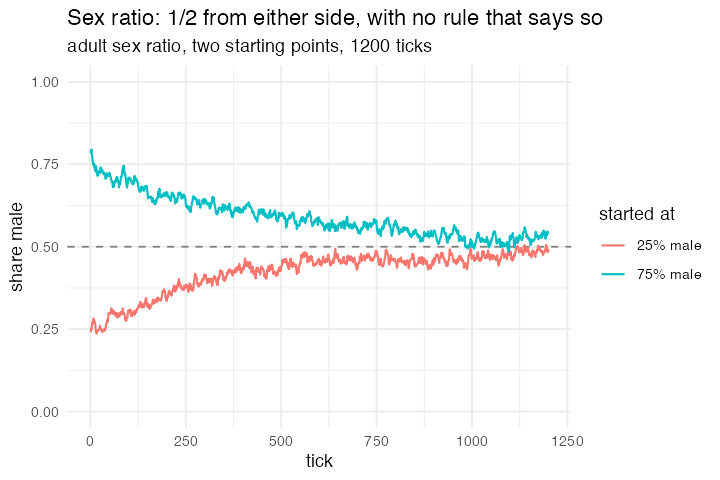 Sex ratio: 1/2 from either side, with no rule that says so
adult sex ratio, two starting points, 1200 ticks
share male
1.00
0.75
0.50
0.25
0.00
0 250 500 750 1000 1250
tick
started at
25% male
75% male